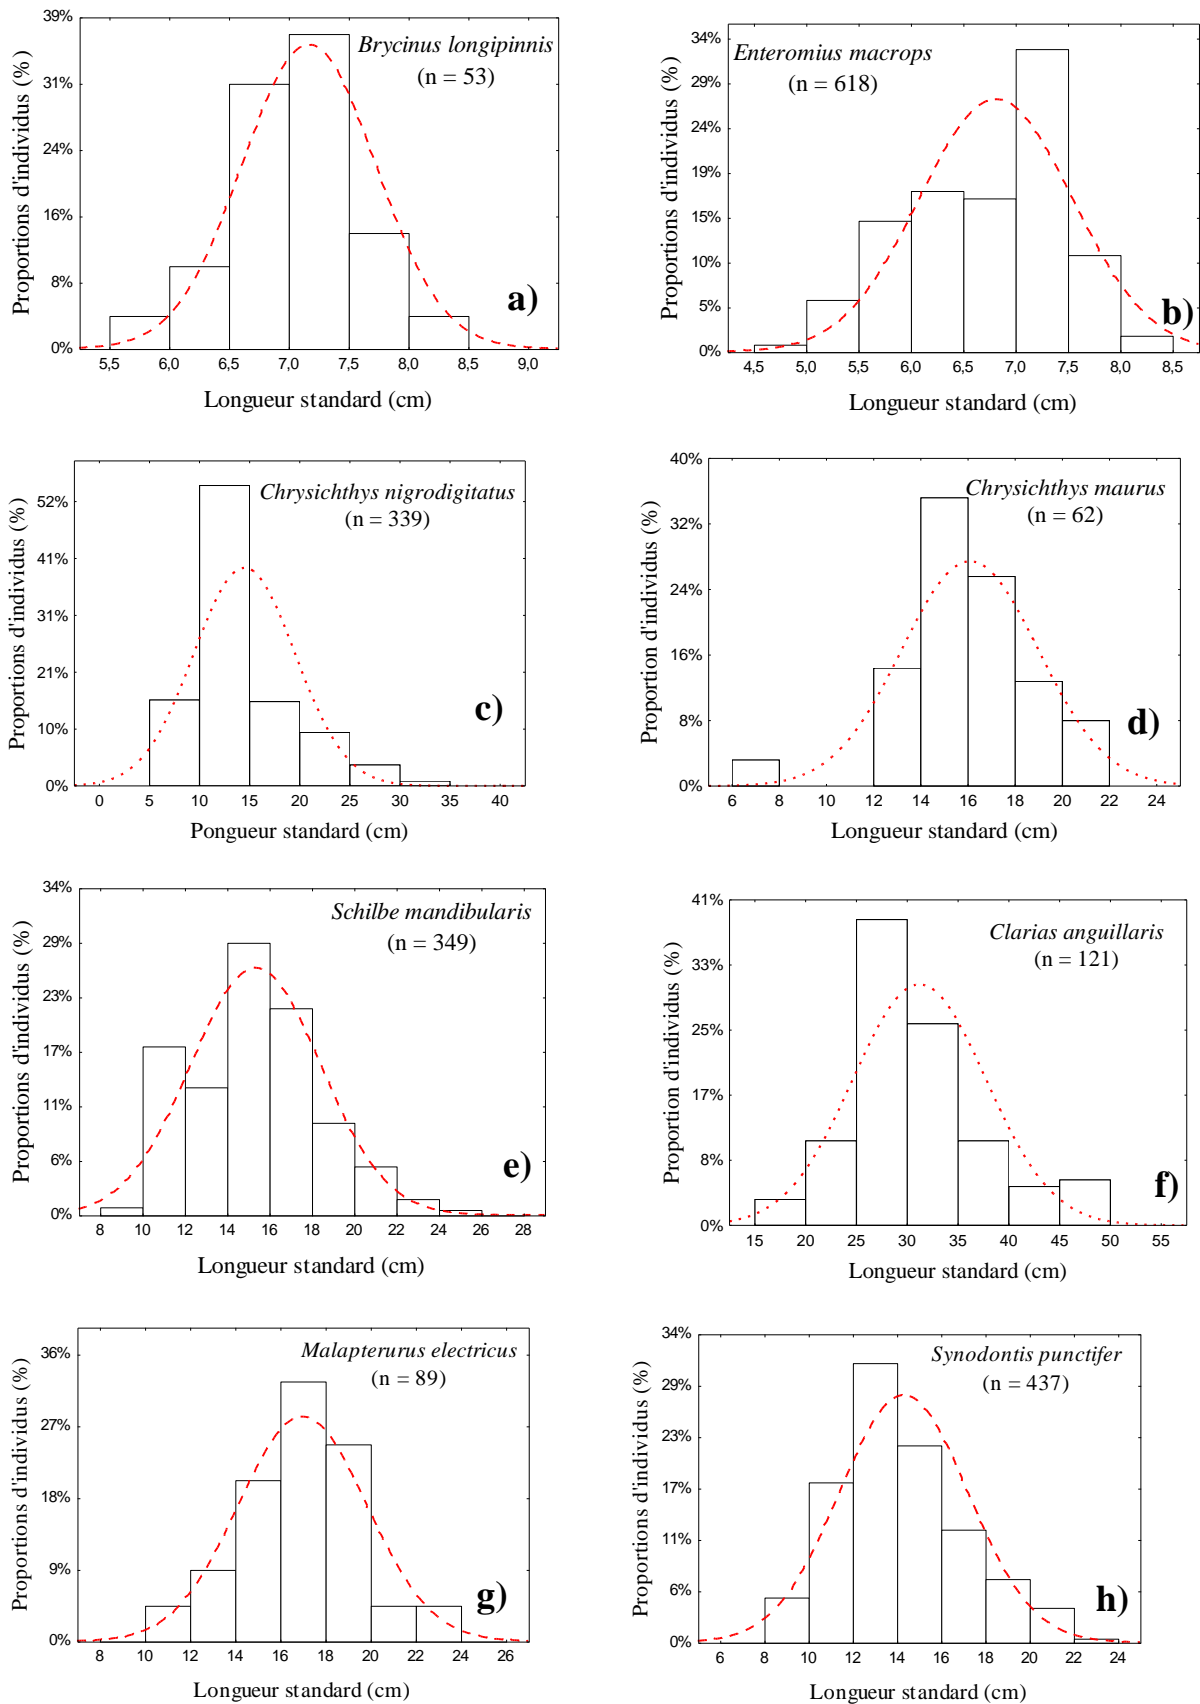 39%
31%
24%
16%
8%
0%
Proportions d'individus (%)
Brycinus longipinnis
(n = 53)
a)
5,5 6,0 6,5 7,0 7,5 8,0 8,5 9,0
Longueur standard (cm)
34%
29%
24%
19%
15%
10%
5%
0%
Proportions d'individus (%)
Enteromius macrops
(n = 618)
b)
4,5 5,0 5,5 6,0 6,5 7,0 7,5 8,0 8,5
Longueur standard (cm)
52%
41%
31%
21%
10%
0%
Proportions d'individus (%)
Chrysichthys nigrodigitatus
(n = 339)
c)
0 5 10 15 20 25 30 35 40
Pongueur standard (cm)
40%
32%
24%
16%
8%
0%
Proportion d'individus (%)
Chrysichthys maurus
(n = 62)
d)
6 8 10 12 14 16 18 20 22 24
Longueur standard (cm)
34%
29%
23%
17%
11%
6%
0%
Proportions d'individus (%)
Schilbe mandibularis
(n = 349)
e)
8 10 12 14 16 18 20 22 24 26 28
Longueur standard (cm)
41%
33%
25%
17%
8%
0%
Proportion d'individus (%)
Clarias anguillaris
(n = 121)
f)
15 20 25 30 35 40 45 50 55
Longueur standard (cm)
36%
27%
18%
9%
0%
Proportions d'individus (%)
Malapterurus electricus
(n = 89)
g)
8 10 12 14 16 18 20 22 24 26
Longueur standard (cm)
34%
29%
23%
17%
11%
6%
0%
Proportions d'individus (%)
Synodontis punctifer
(n = 437)
h)
6 8 10 12 14 16 18 20 22 24
Longueur standard (cm)